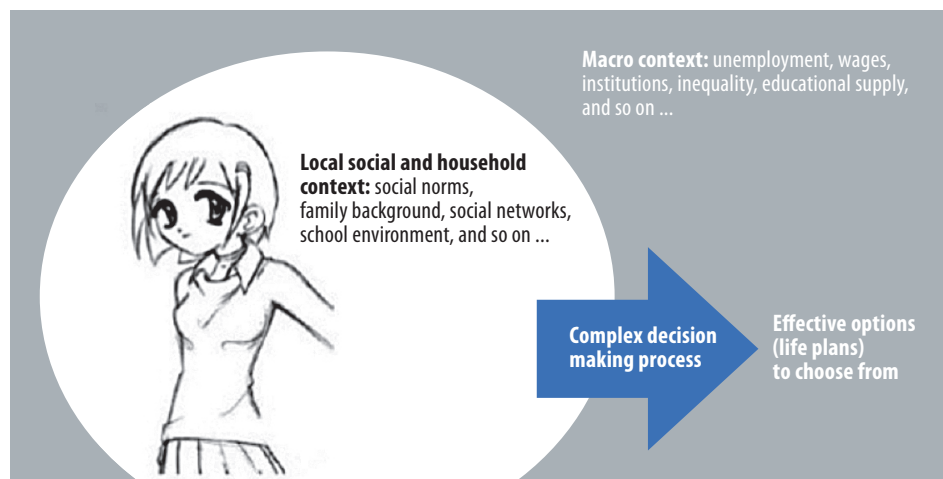 Macro context: unemployment, wages,
institutions, inequality, educational supply,
and so on ...
Local social and household
context: social norms,
family background, social networks,
school environment, and so on ...
Complex decision
making process
Effective options
(life plans)
to choose from